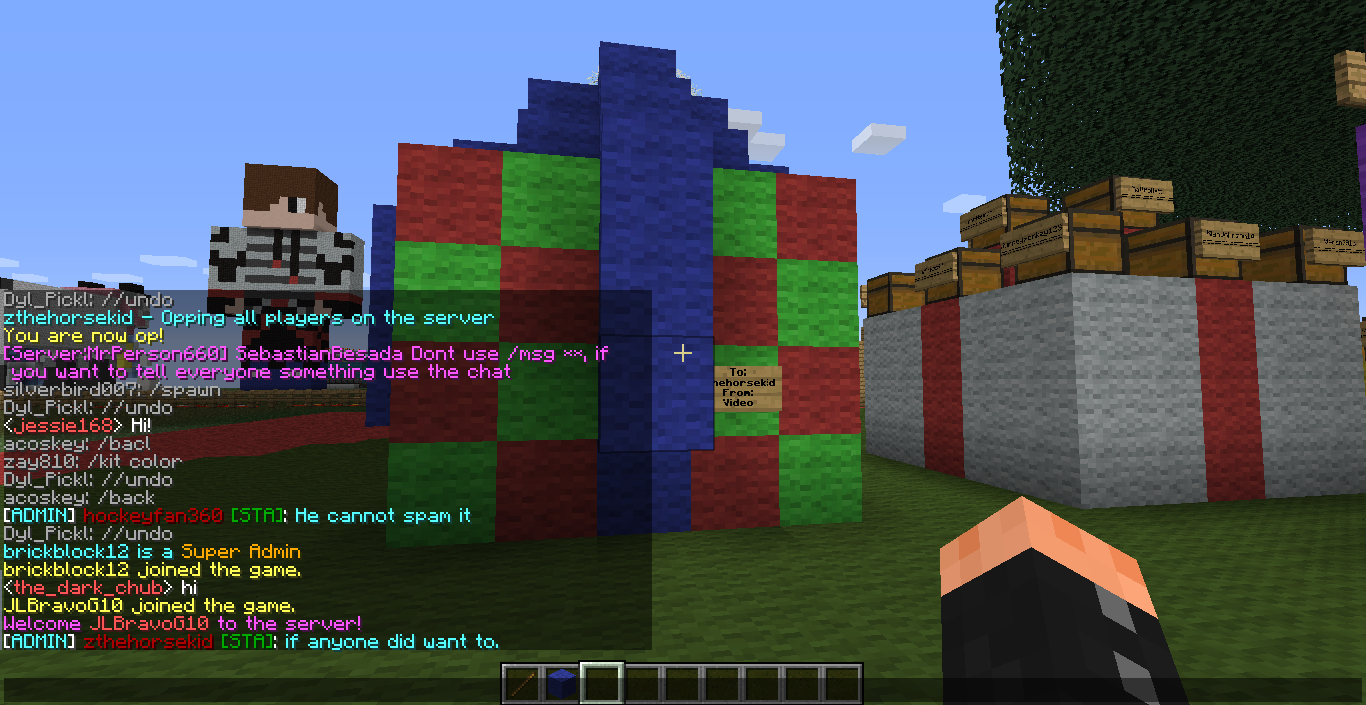 Dyl_Pickl: //undo
zthehorsekid - Opping all players on the server
You are now op!
[Server:MrPerson660] SebastianBesada Dont use /msg **, if
you want to tell everyone something use the chat
silverbird007: /spawn
Dyl_Pickl: //undo
<jessie168> Hi!
acoskey: /bacl
zay810: /kit color
Dyl_Pickl: //undo
acoskey: /back
[ADMIN] hockeyfan360 [STA]: He cannot spam it
Dyl_Pickl: //undo
brickblock12 is a Super Admin
brickblock12 joined the game.
<the_dark_chub> hi
JLBravoG10 joined the game.
Welcome JLBravoG10 to the server!
[ADMIN] zthehorsekid [STA]: if anyone did want to.
To:
hehorsekid
From:
Video